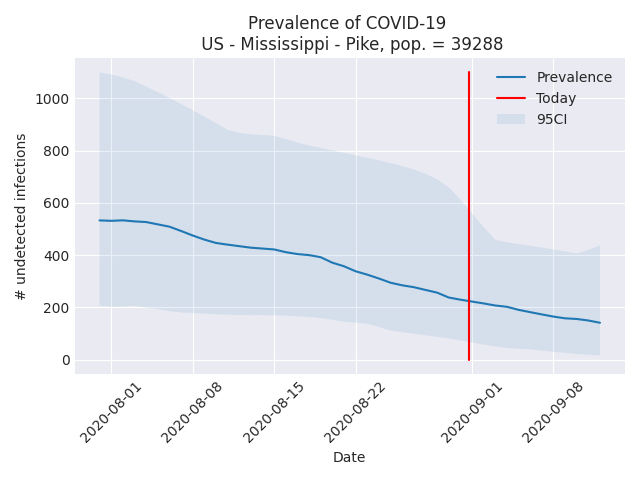 Prevalence of COVID-19
US - Mississippi - Pike, pop. = 39288
# undetected infections
1000
800
600
400
200
0
Prevalence
Today
95CI
2020-08-01
2020-08-08
2020-08-15
2020-08-22
2020-09-01
2020-09-08
Date